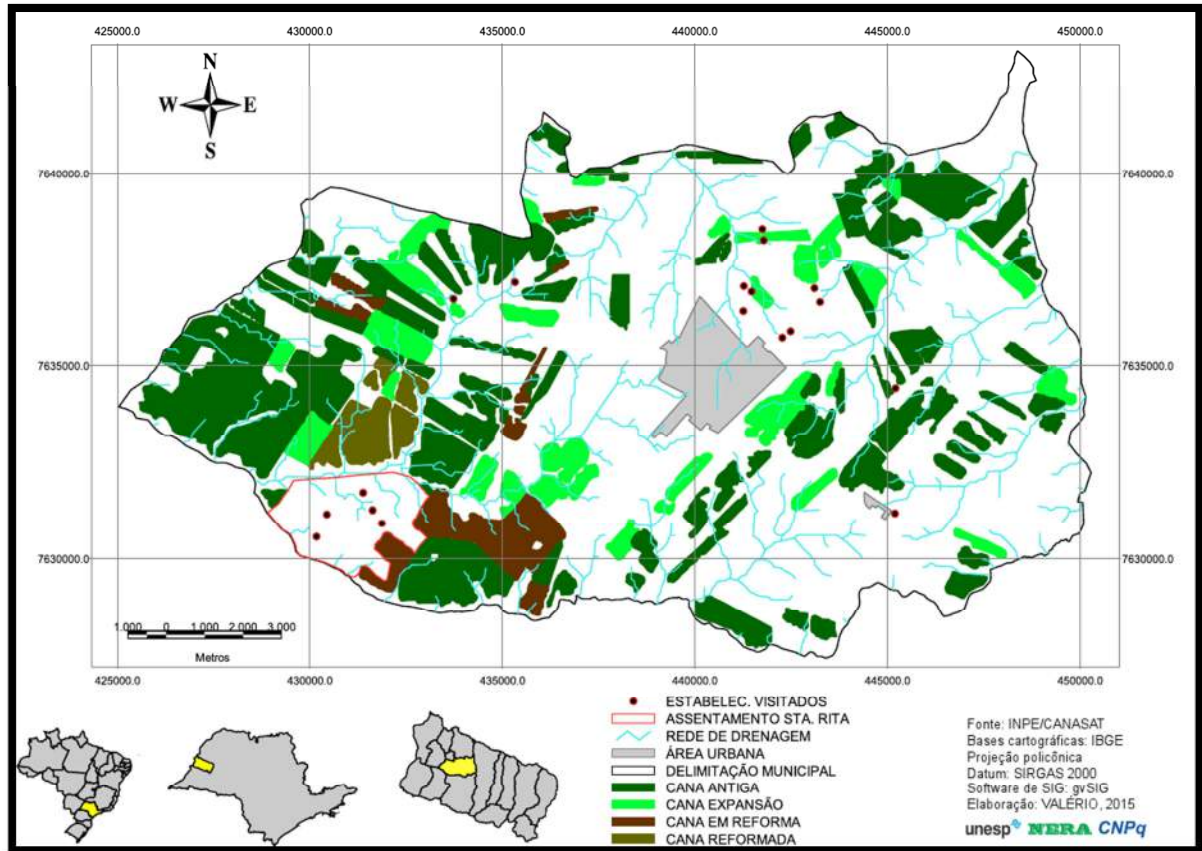 425000.0 430000.0 435000.0 440000.0 445000.0 450000.0
N
W E
S
7640000.0 7640000.0
7635000.0 7635000.0
7630000.0 7630000.0
1.000 0 1.000 2.000 3.000
Metros
425000.0 430000.0 435000.0 440000.0 445000.0 450000.0
ESTABELEC. VISITADOS
ASSENTAMENTO STA. RITA
REDE DE DRENAGEM
ÁREA URBANA
DELIMITAÇÃO MUNICIPAL
CANA ANTIGA
CANA EXPANSÃO
CANA EM REFORMA
CANA REFORMADA
Fonte: INPE/CANASAT
Bases cartográficas: IBGE
Projeção policônica
Datum: SIRGAS 2000
Software de SIG: gvSIG
Elaboração: VALÉRIO, 2015
unesp NERA CNPq